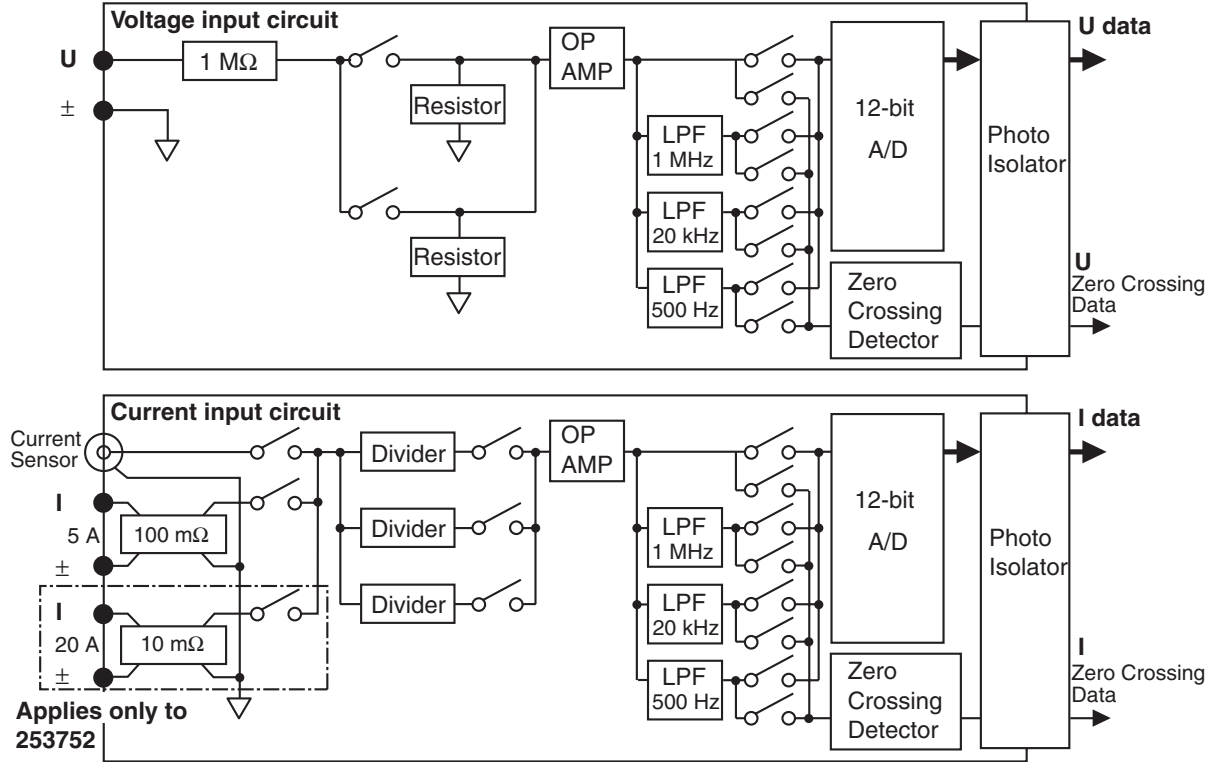 Voltage input circuit
U
±
1 MΩ
Resistor
Resistor
OP
AMP
LPF
1 MHz
LPF
20 kHz
LPF
500 Hz
12-bit
A/D
Zero
Crossing
Detector
Photo
Isolator
U data
U
Zero Crossing
Data
Current input circuit
Current
Sensor
I
5 A
±
100 mΩ
I
20 A
±
10 mΩ
Applies only to
253752
Divider
Divider
Divider
OP
AMP
LPF
1 MHz
LPF
20 kHz
LPF
500 Hz
12-bit
A/D
Zero
Crossing
Detector
Photo
Isolator
I data
I
Zero Crossing
Data